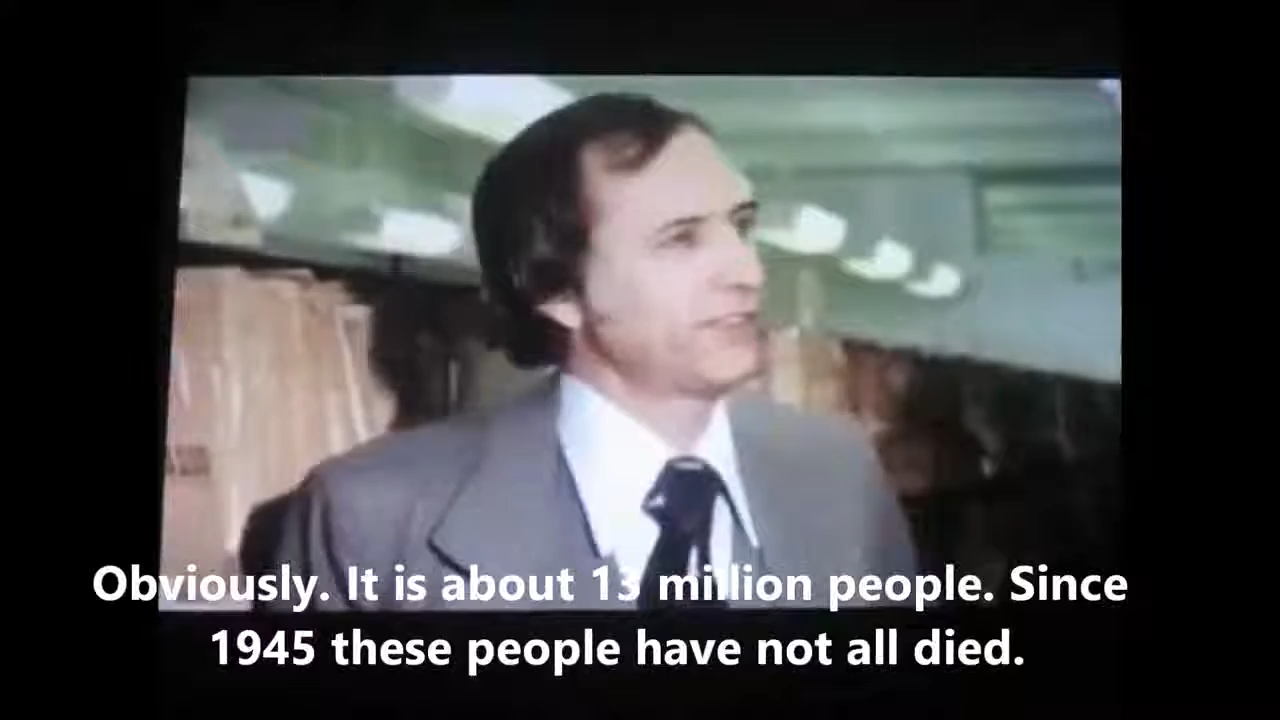 Obviously. It is about 13 million people. Since
1945 these people have not all died.